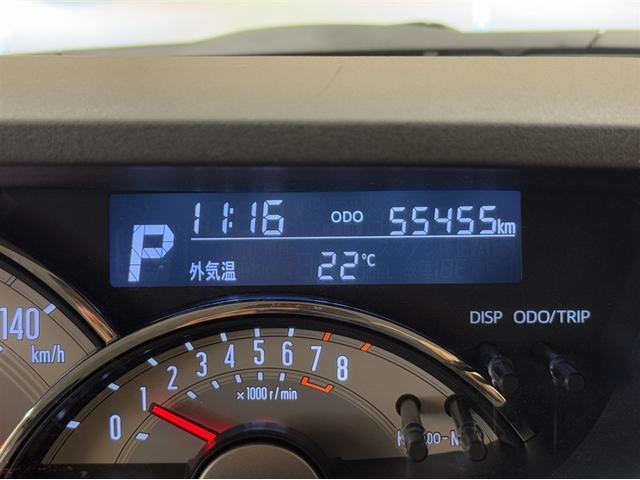 P 11:16 ODO 55455km
外気温 22℃
DISP ODO/TRIP
140
km/h
0 1 2 3 4 5 6 7 8
×1000 r/min